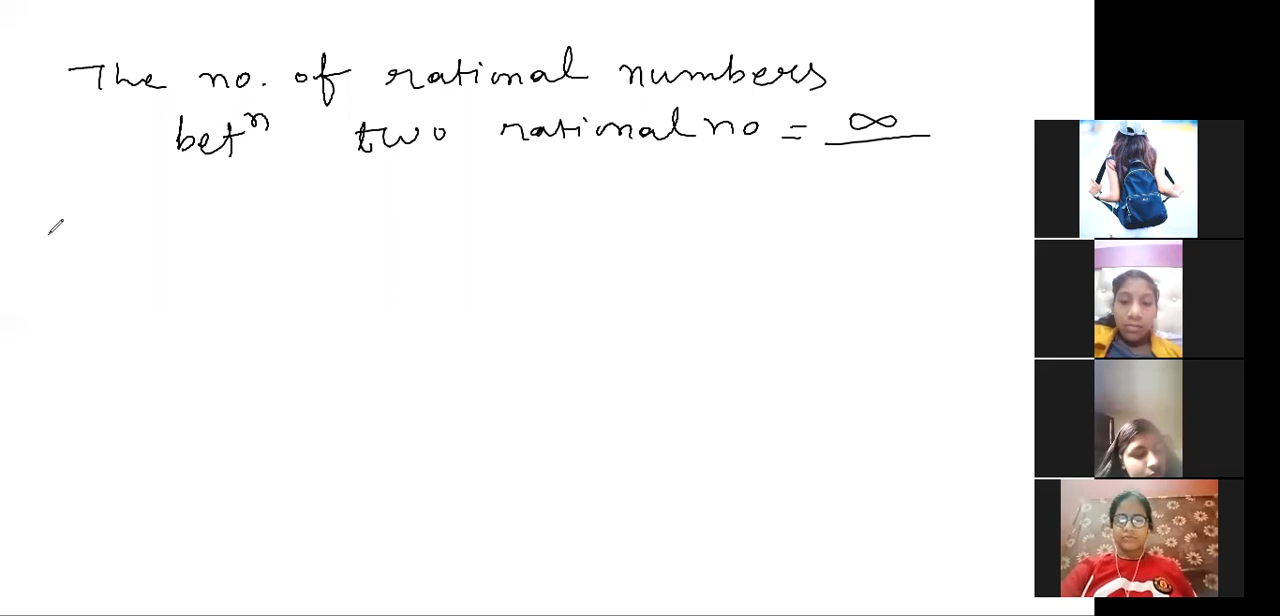 The no. of rational numbers
betⁿ two rational no = ∞